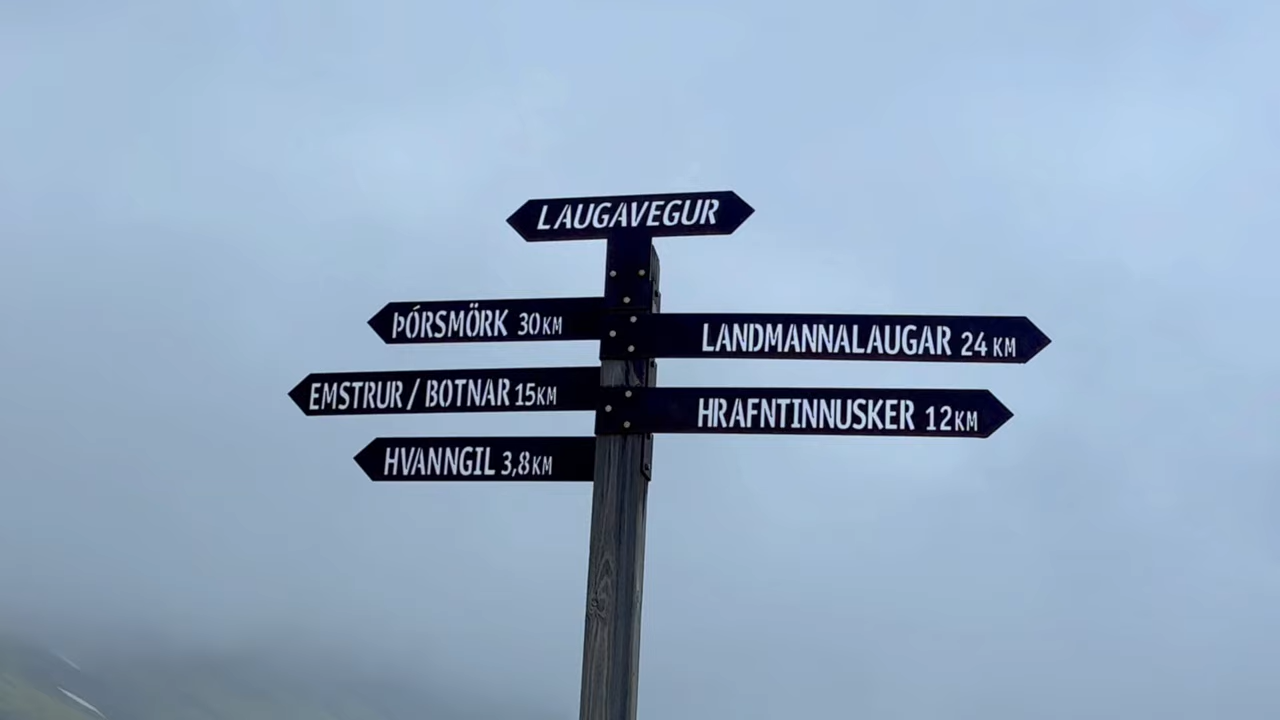 LAUGAVEGUR
ÞÓRSMÖRK 30KM
LANDMANNALAUGAR 24 KM
EMSTRUR / BOTNAR 15KM
HRAFNTINNUSKER 12KM
HVANNGIL 3,8KM